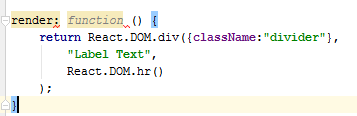 render: function () {
    return React.DOM.div({className:"divider"},
        "Label Text",
        React.DOM.hr()
    );
}